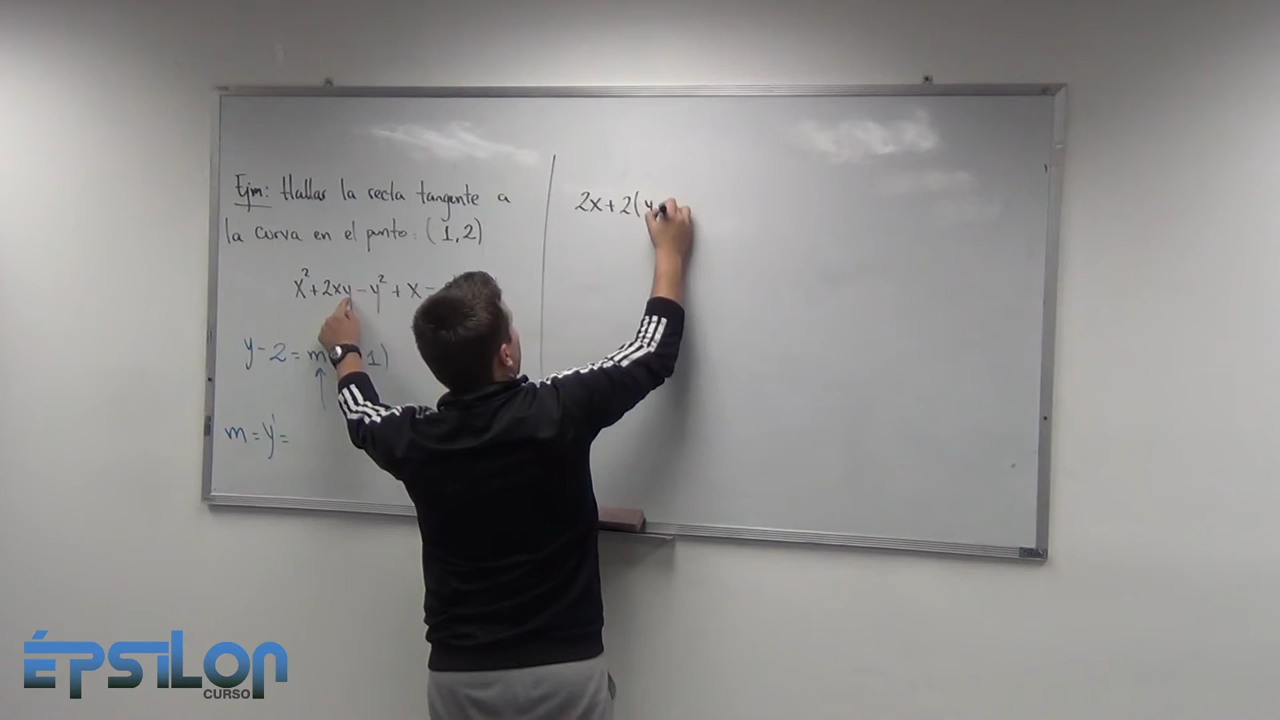 Ejm: Hallar la recta tangente a
la curva en el punto: (1,2)
x² + 2xy - y² + x =
y - 2 = m 1)
m = y' =
2x + 2(y
ÉPSILON
CURSO